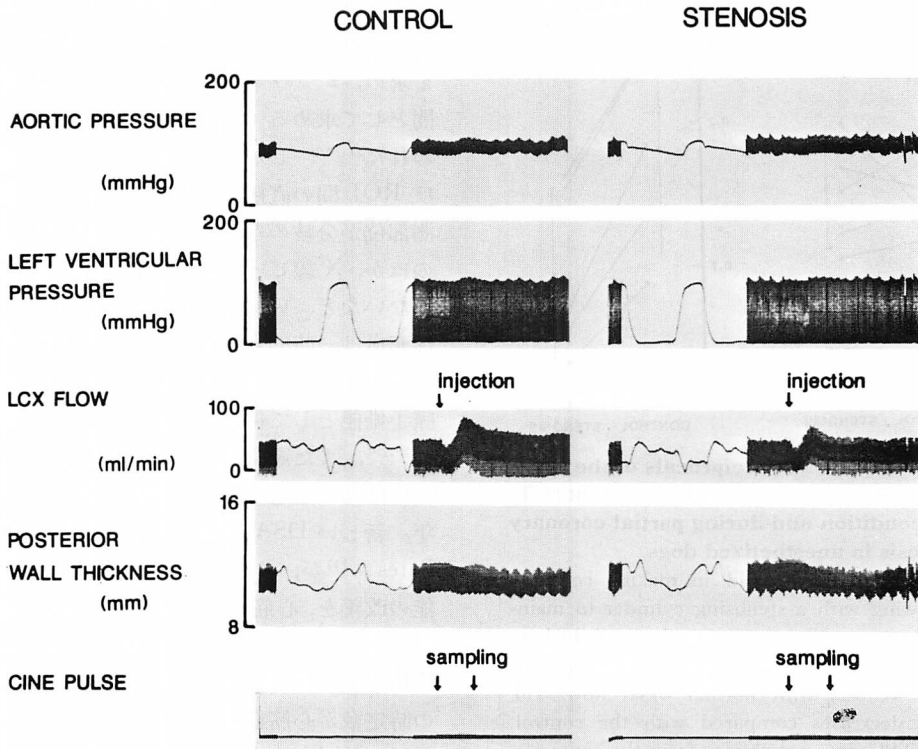 CONTROL STENOSIS
200
AORTIC PRESSURE
(mmHg)
0
200
LEFT VENTRICULAR
PRESSURE
(mmHg)
0
injection injection
LCX FLOW
100
(ml/min)
0
16
POSTERIOR
WALL THICKNESS
(mm)
8
sampling sampling
CINE PULSE